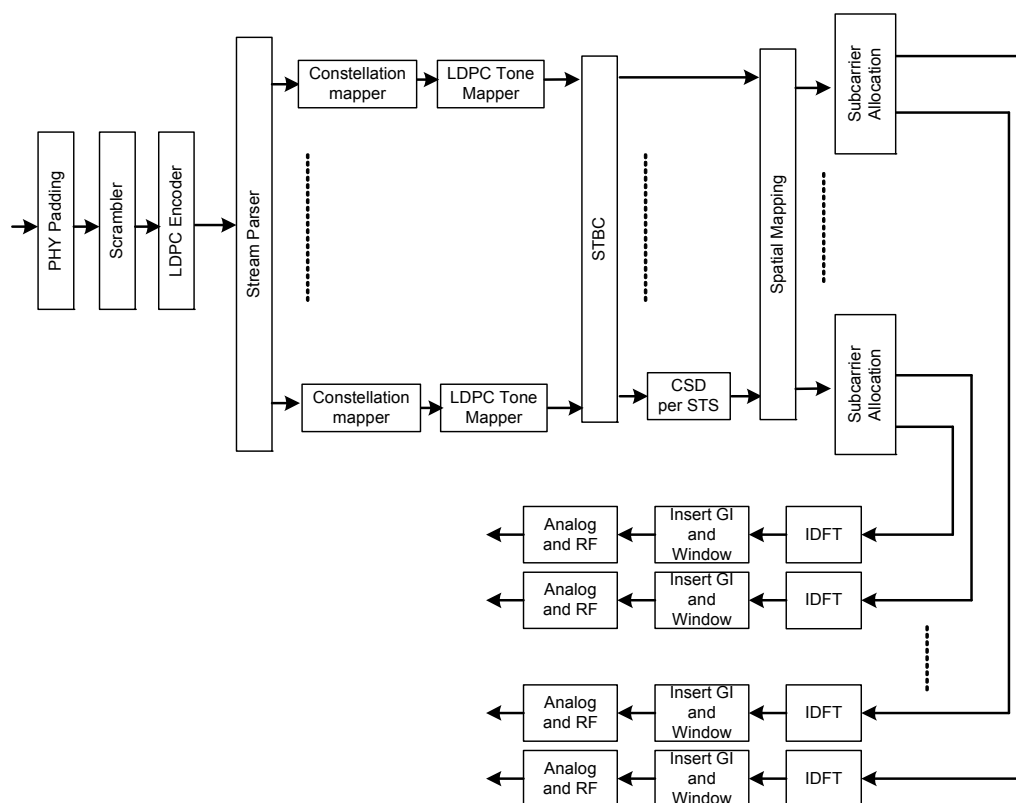 PHY Padding
Scrambler
LDPC Encoder
Stream Parser
Constellation
mapper
LDPC Tone
Mapper
STBC
Spatial Mapping
Subcarrier
Allocation
Constellation
mapper
LDPC Tone
Mapper
CSD
per STS
Subcarrier
Allocation
Analog
and RF
Insert GI
and
Window
IDFT
Analog
and RF
Insert GI
and
Window
IDFT
Analog
and RF
Insert GI
and
Window
IDFT
Analog
and RF
Insert GI
and
Window
IDFT